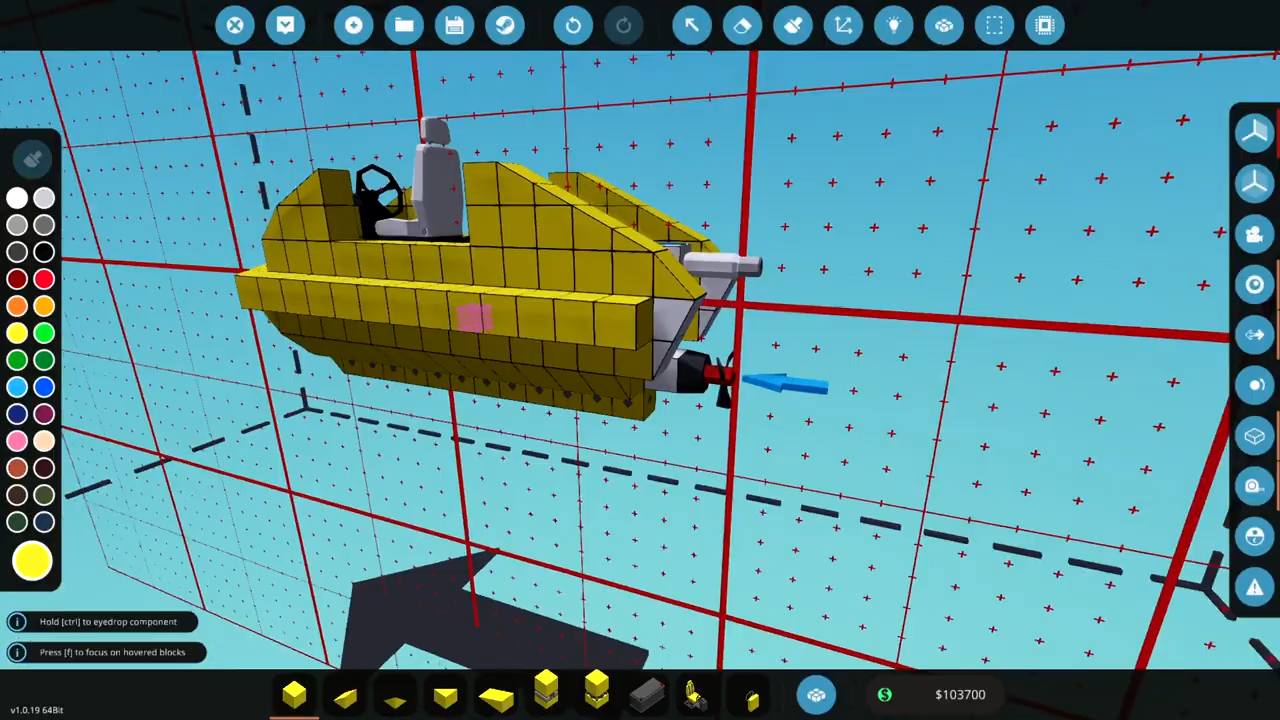 Hold [ctrl] to eyedrop component
Press [f] to focus on hovered blocks
v1.0.19 64Bit
$103700